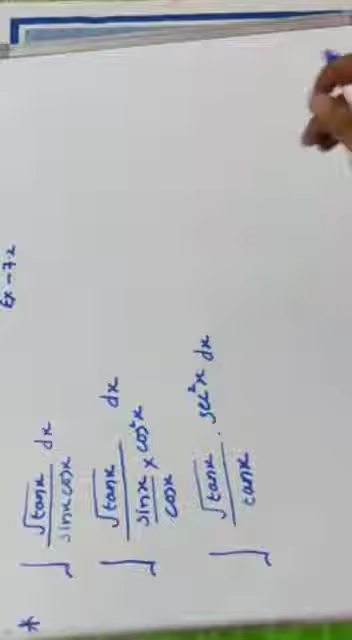 Ex - 7.2
* ∫ √tanx / sinx cosx dx
∫ √tanx / (sinx/cosx × cos²x) dx
∫ √tanx / tanx . sec²x dx